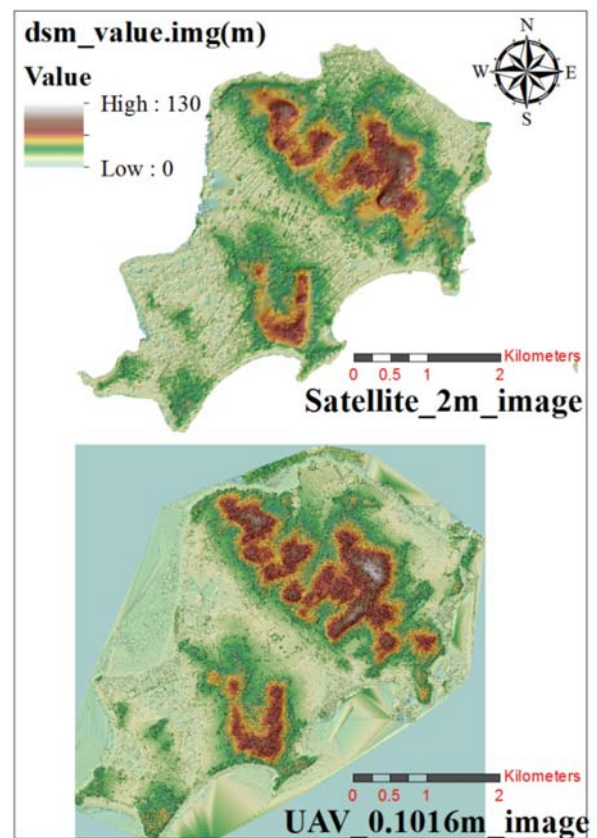 dsm_value.img(m)
Value
High : 130
Low : 0
N
W E
S
Kilometers
0 0.5 1 2
Satellite_2m_image
Kilometers
0 0.5 1 2
UAV_0.1016m_image